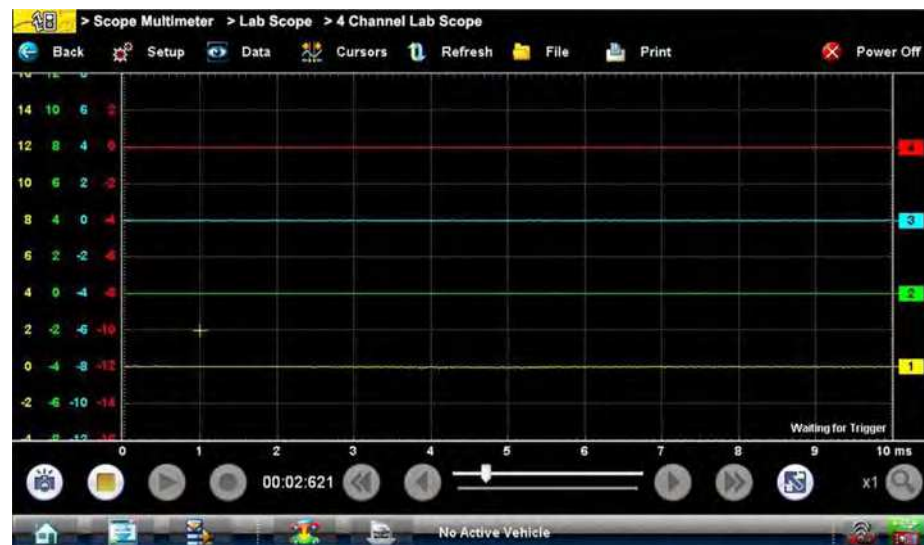 > Scope Multimeter > Lab Scope > 4 Channel Lab Scope
Back Setup Data Cursors Refresh File Print Power Off
14 10 6 2
12 8 4 0 4
10 6 2 -2
8 4 0 -4 3
6 2 -2 -6
4 0 -4 -8 2
2 -2 -6 -10
0 -4 -8 -12 1
-2 -6 -10 -14
Waiting for Trigger
0 1 2 3 4 5 6 7 8 9 10 ms
00:02:621 x1
No Active Vehicle